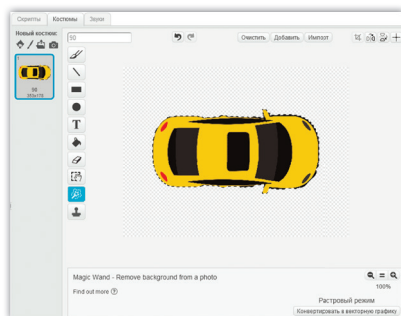 Скрипты Костюмы Звуки
Новый костюм:
50
Очистить Добавить Импорт
1
T
Magic Wand - Remove background from a photo
Find out more ?
100%
Растровый режим
Конвертировать в векторную графику